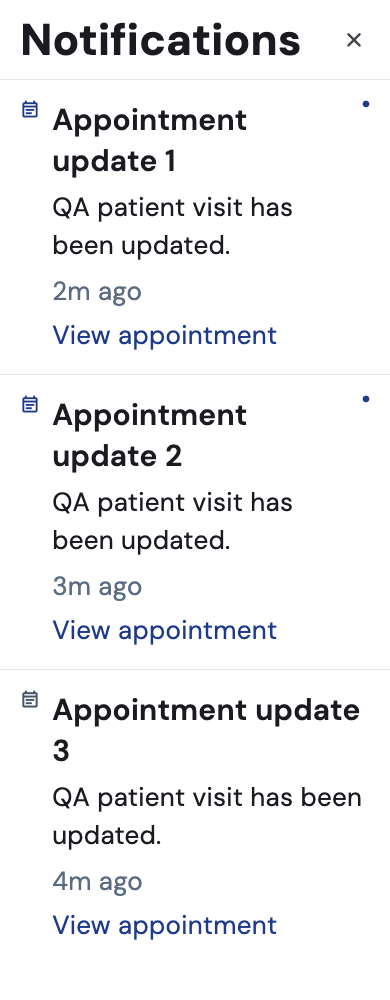 Notifications
Appointment
update 1
QA patient visit has
been updated.
2m ago
View appointment
Appointment
update 2
QA patient visit has
been updated.
3m ago
View appointment
Appointment update
3
QA patient visit has been
updated.
4m ago
View appointment